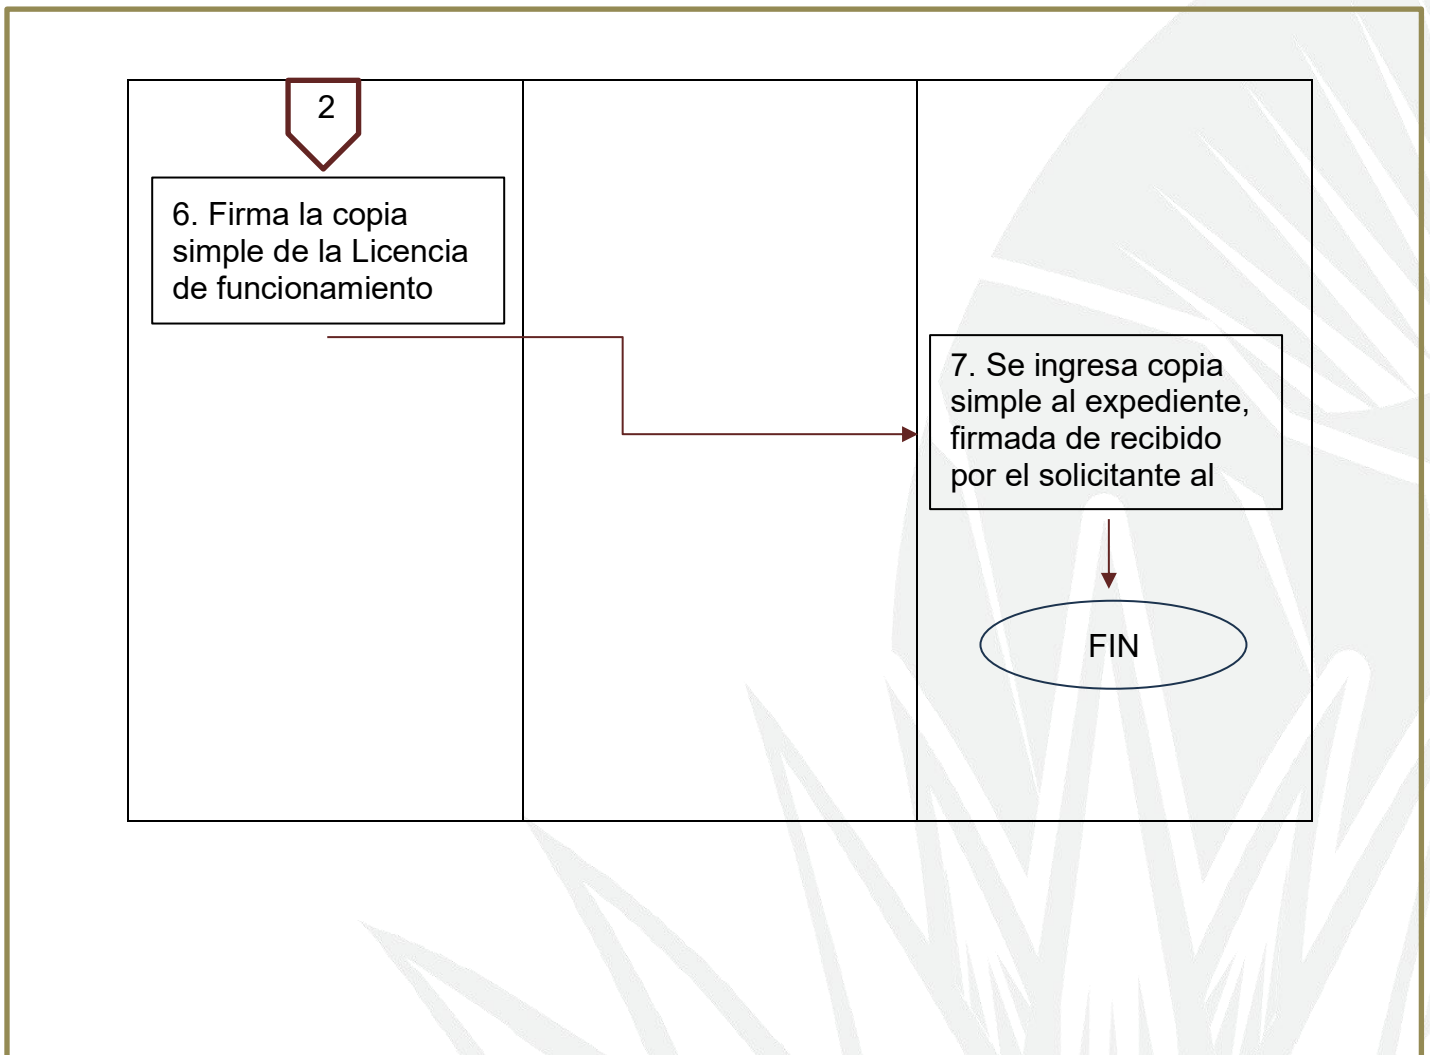 2
6. Firma la copia
simple de la Licencia
de funcionamiento
7. Se ingresa copia
simple al expediente,
firmada de recibido
por el solicitante al
FIN